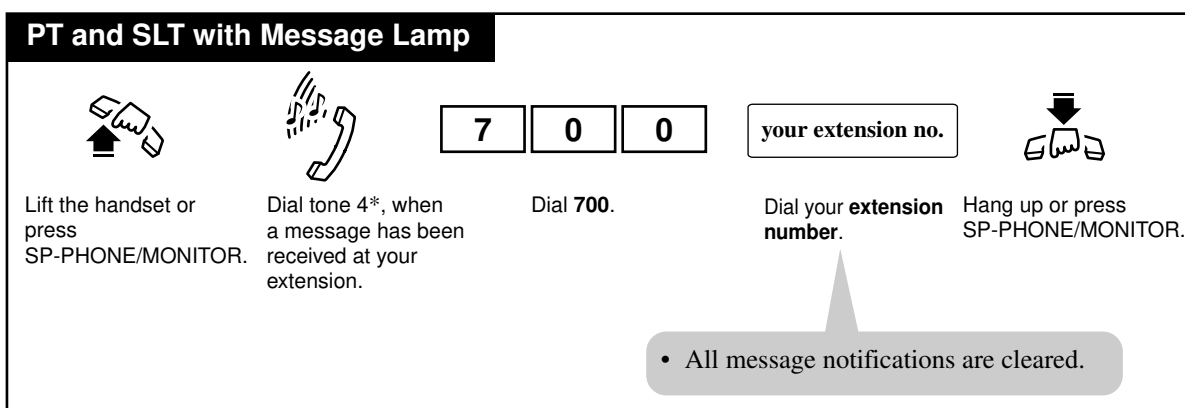 PT and SLT with Message Lamp
7 0 0
your extension no.
Lift the handset or
press
SP-PHONE/MONITOR.
Dial tone 4*, when
a message has been
received at your
extension.
Dial 700.
Dial your extension
number.
Hang up or press
SP-PHONE/MONITOR.
• All message notifications are cleared.